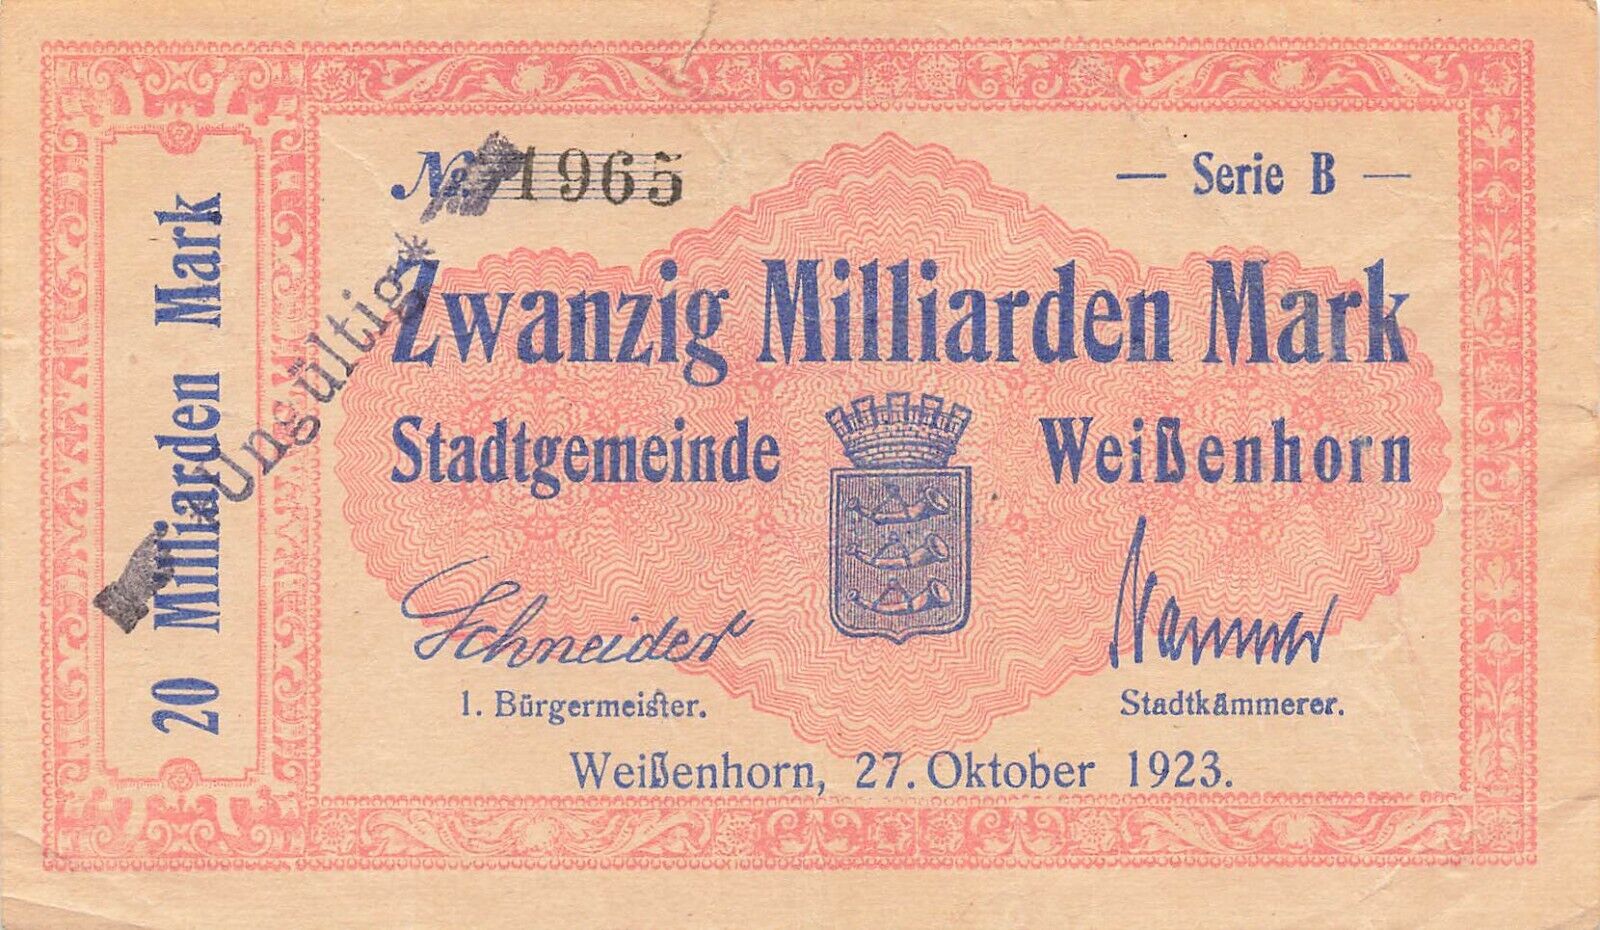 № 1965
— Serie B —
Zwanzig Milliarden Mark
Stadtgemeinde Weißenhorn
Schneider
1. Bürgermeister.
Stadtkämmerer.
Weißenhorn, 27. Oktober 1923.
20 Milliarden Mark
*Ungültig*